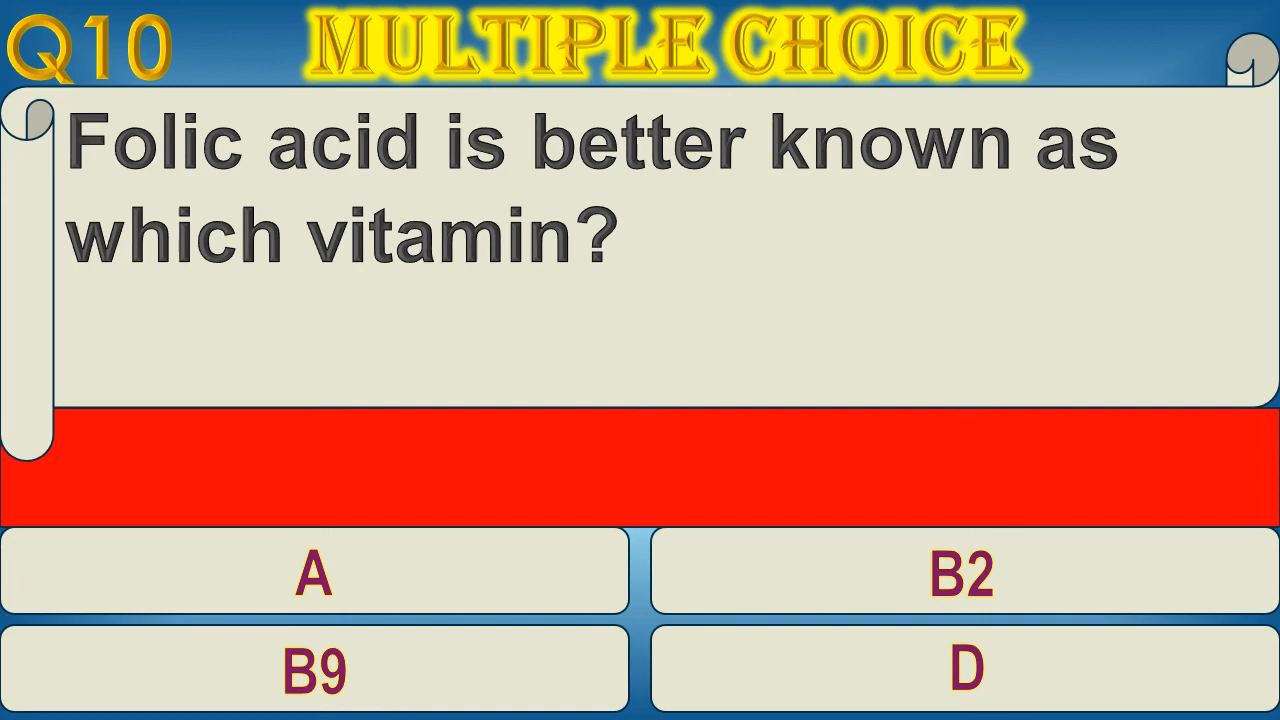 Q10 MULTIPLE CHOICE
Folic acid is better known as
which vitamin?
A
B2
B9
D